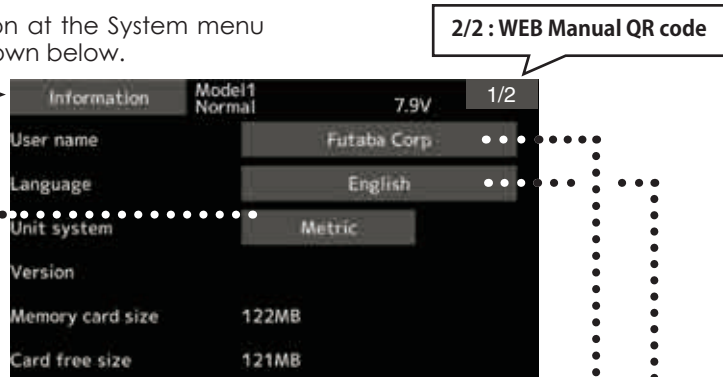 on at the System menu
own below.
2/2 : WEB Manual QR code
Information
Model1
Normal
7.9V
1/2
User name
Futaba Corp
Language
English
Unit system
Metric
Version
Memory card size
122MB
Card free size
121MB